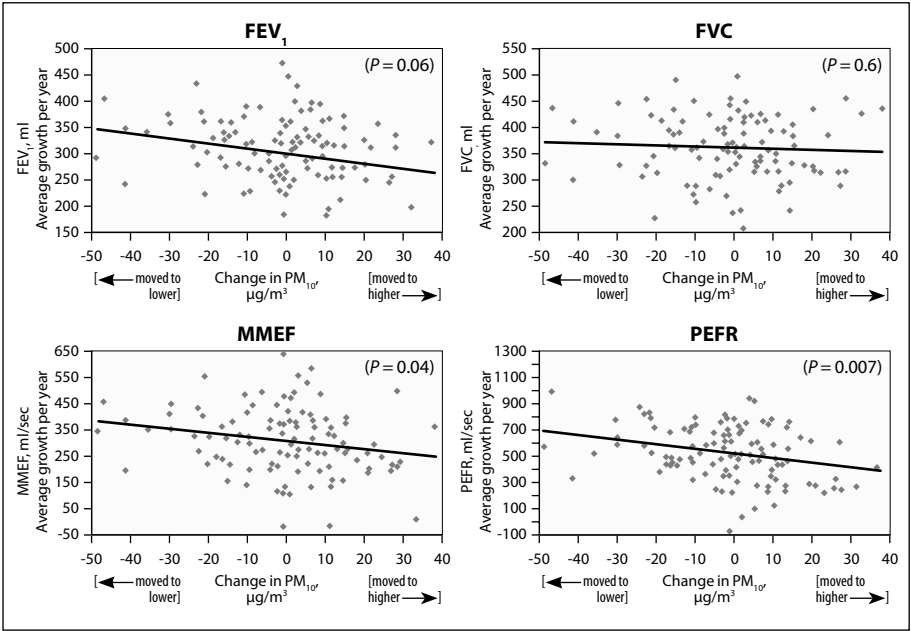 FEV1
(P = 0.06)
FEV1, ml
Average growth per year
500
450
400
350
300
250
200
150
-50 -40 -30 -20 -10 0 10 20 30 40
[← moved to lower]
Change in PM10, µg/m³
[moved to higher →]
FVC
(P = 0.6)
FVC, ml
Average growth per year
550
500
450
400
350
300
250
200
-50 -40 -30 -20 -10 0 10 20 30 40
[← moved to lower]
Change in PM10, µg/m³
[moved to higher →]
MMEF
(P = 0.04)
MMEF, ml/sec
Average growth per year
650
550
450
350
250
150
50
-50
-50 -40 -30 -20 -10 0 10 20 30 40
[← moved to lower]
Change in PM10, µg/m³
[moved to higher →]
PEFR
(P = 0.007)
PEFR, ml/sec
Average growth per year
1300
1100
900
700
500
300
100
-100
-50 -40 -30 -20 -10 0 10 20 30 40
[← moved to lower]
Change in PM10, µg/m³
[moved to higher →]